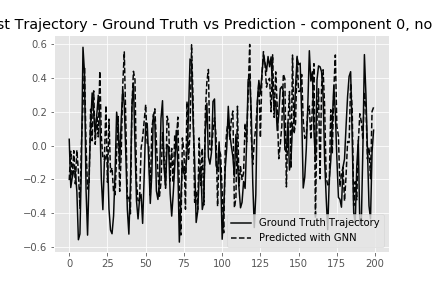 st Trajectory - Ground Truth vs Prediction - component 0, no
0.6
0.4
0.2
0.0
−0.2
−0.4
−0.6
0 25 50 75 100 125 150 175 200
Ground Truth Trajectory
Predicted with GNN